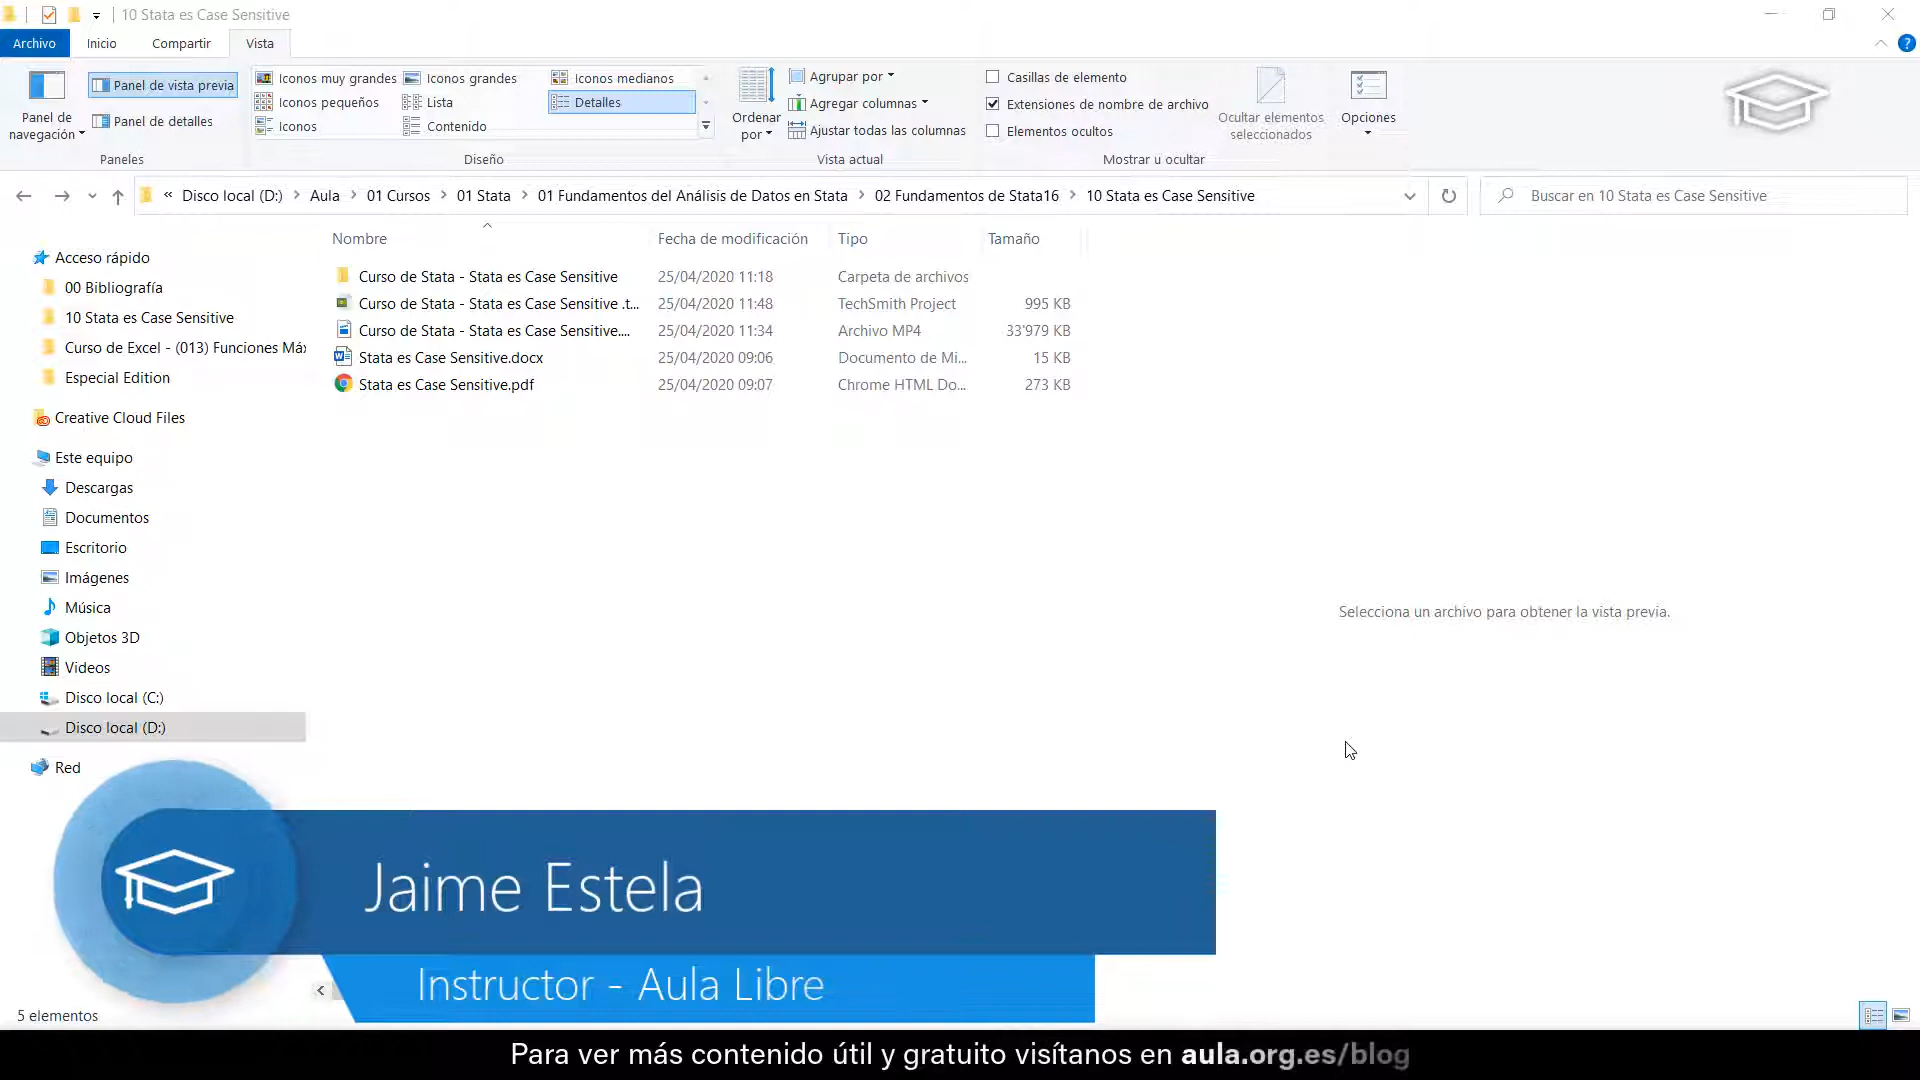 10 Stata es Case Sensitive
Archivo Inicio Compartir Vista
Panel de navegación
Panel de vista previa
Panel de detalles
Paneles
Iconos muy grandes Iconos grandes Iconos medianos
Iconos pequeños Lista Detalles
Iconos Contenido
Diseño
Ordenar por
Agrupar por
Agregar columnas
Ajustar todas las columnas
Vista actual
Casillas de elemento
Extensiones de nombre de archivo
Elementos ocultos
Ocultar elementos seleccionados
Mostrar u ocultar
Opciones
« Disco local (D:) > Aula > 01 Cursos > 01 Stata > 01 Fundamentos del Análisis de Datos en Stata > 02 Fundamentos de Stata16 > 10 Stata es Case Sensitive
Buscar en 10 Stata es Case Sensitive
Nombre Fecha de modificación Tipo Tamaño
Curso de Stata - Stata es Case Sensitive 25/04/2020 11:18 Carpeta de archivos
Curso de Stata - Stata es Case Sensitive .t... 25/04/2020 11:48 TechSmith Project 995 KB
Curso de Stata - Stata es Case Sensitive.... 25/04/2020 11:34 Archivo MP4 33'979 KB
Stata es Case Sensitive.docx 25/04/2020 09:06 Documento de Mi... 15 KB
Stata es Case Sensitive.pdf 25/04/2020 09:07 Chrome HTML Do... 273 KB
Acceso rápido
00 Bibliografía
10 Stata es Case Sensitive
Curso de Excel - (013) Funciones Máx
Especial Edition
Creative Cloud Files
Este equipo
Descargas
Documentos
Escritorio
Imágenes
Música
Objetos 3D
Videos
Disco local (C:)
Disco local (D:)
Red
Selecciona un archivo para obtener la vista previa.
Jaime Estela
Instructor - Aula Libre
5 elementos
Para ver más contenido útil y gratuito visítanos en aula.org.es/blog